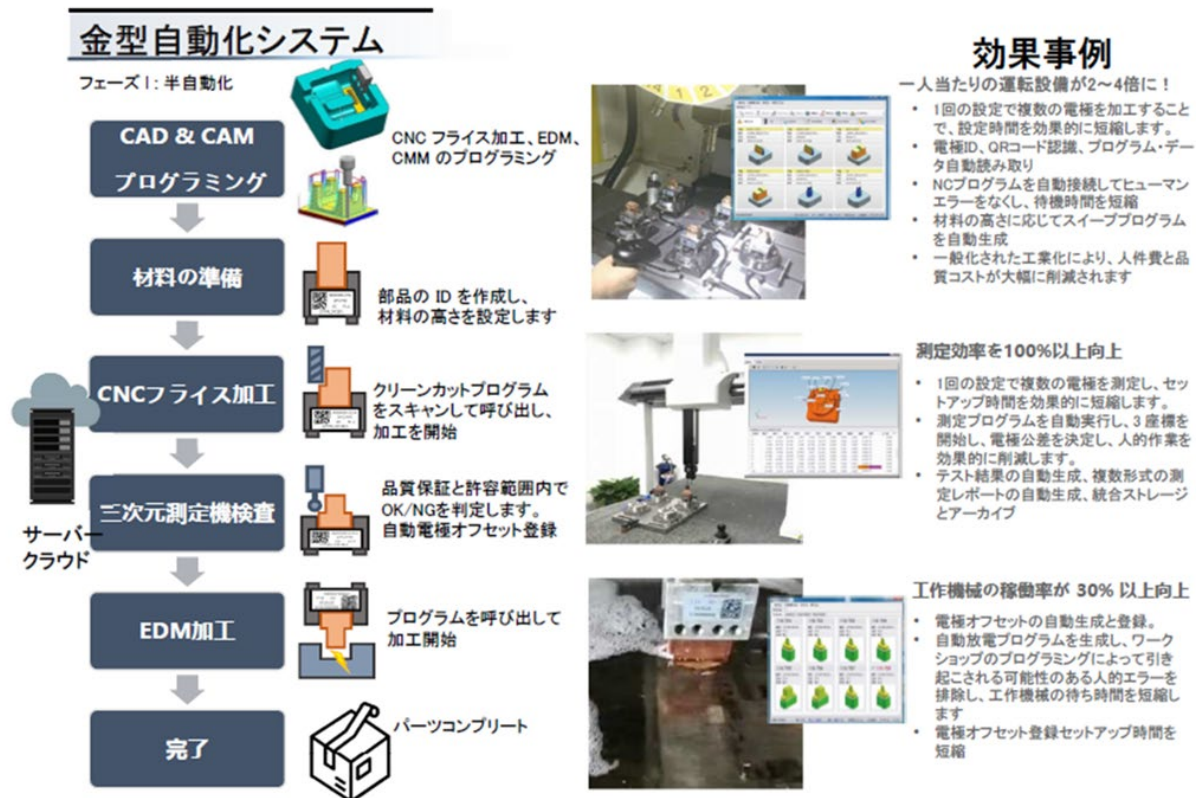 金型自動化システム
フェーズⅠ: 半自動化
CAD & CAM
プログラミング
CNC フライス加工、EDM、
CMM のプログラミング
材料の準備
部品の ID を作成し、
材料の高さを設定します
CNCフライス加工
クリーンカットプログラム
をスキャンして呼び出し、
加工を開始
サーバー
クラウド
三次元測定機検査
品質保証と許容範囲内で
OK/NGを判定します。
自動電極オフセット登録
EDM加工
プログラムを呼び出して
加工開始
完了
パーツコンプリート
効果事例
一人当たりの運転設備が2～4倍に！
• 1回の設定で複数の電極を加工すること
で、設定時間を効果的に短縮します。
• 電極ID、QRコード認識、プログラム・デー
タ自動読み取り
• NCプログラムを自動接続してヒューマン
エラーをなくし、待機時間を短縮
• 材料の高さに応じてスイーププログラム
を自動生成
• 一般化された工業化により、人件費と品
質コストが大幅に削減されます
測定効率を100%以上向上
• 1回の設定で複数の電極を測定し、セッ
トアップ時間を効果的に短縮します。
• 測定プログラムを自動実行し、3 座標を
開始し、電極公差を決定し、人的作業を
効果的に削減します。
• テスト結果の自動生成、複数形式の測
定レポートの自動生成、統合ストレージ
とアーカイブ
工作機械の稼働率が 30% 以上向上
• 電極オフセットの自動生成と登録。
• 自動放電プログラムを生成し、ワーク
ショップのプログラミングによって引き
起こされる可能性のある人的エラーを
排除し、工作機械の待ち時間を短縮し
ます
• 電極オフセット登録セットアップ時間を
短縮